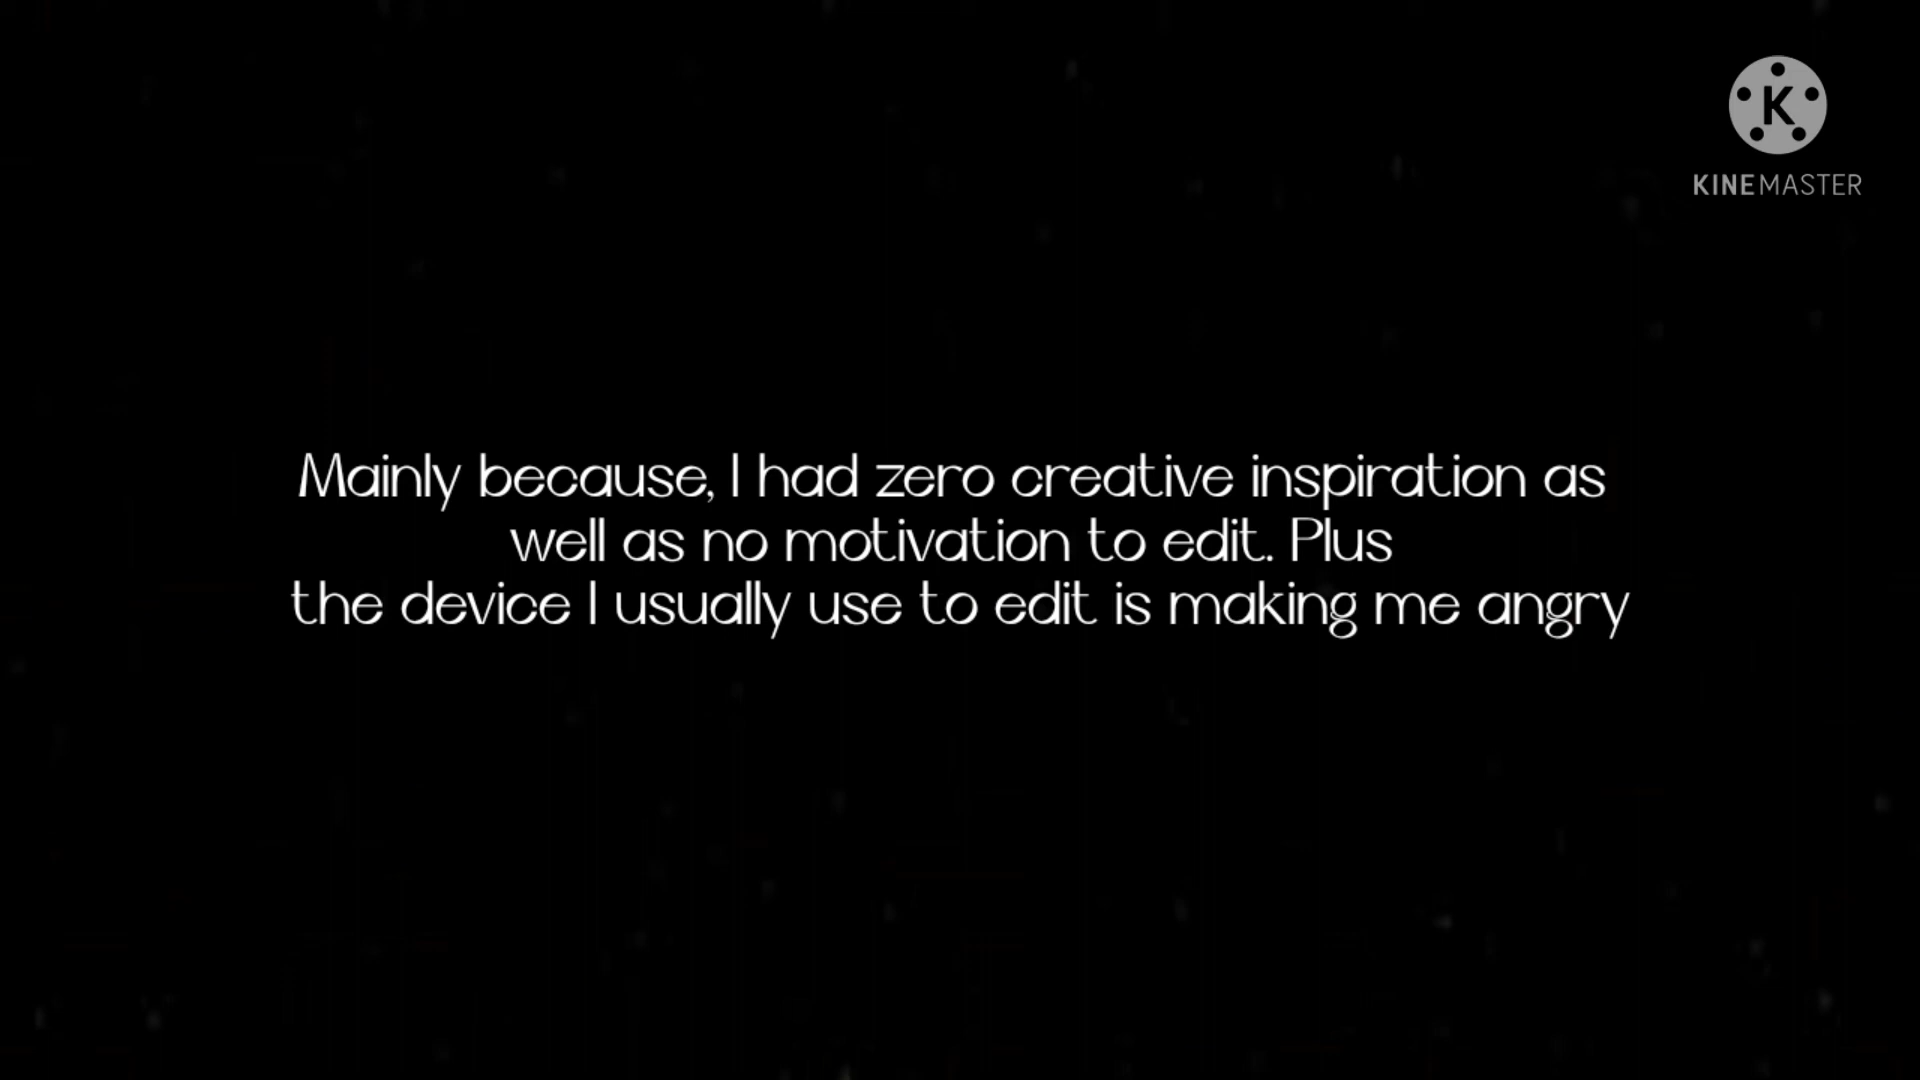 K
KINEMASTER
Mainly because, I had zero creative inspiration as
well as no motivation to edit. Plus
the device I usually use to edit is making me angry